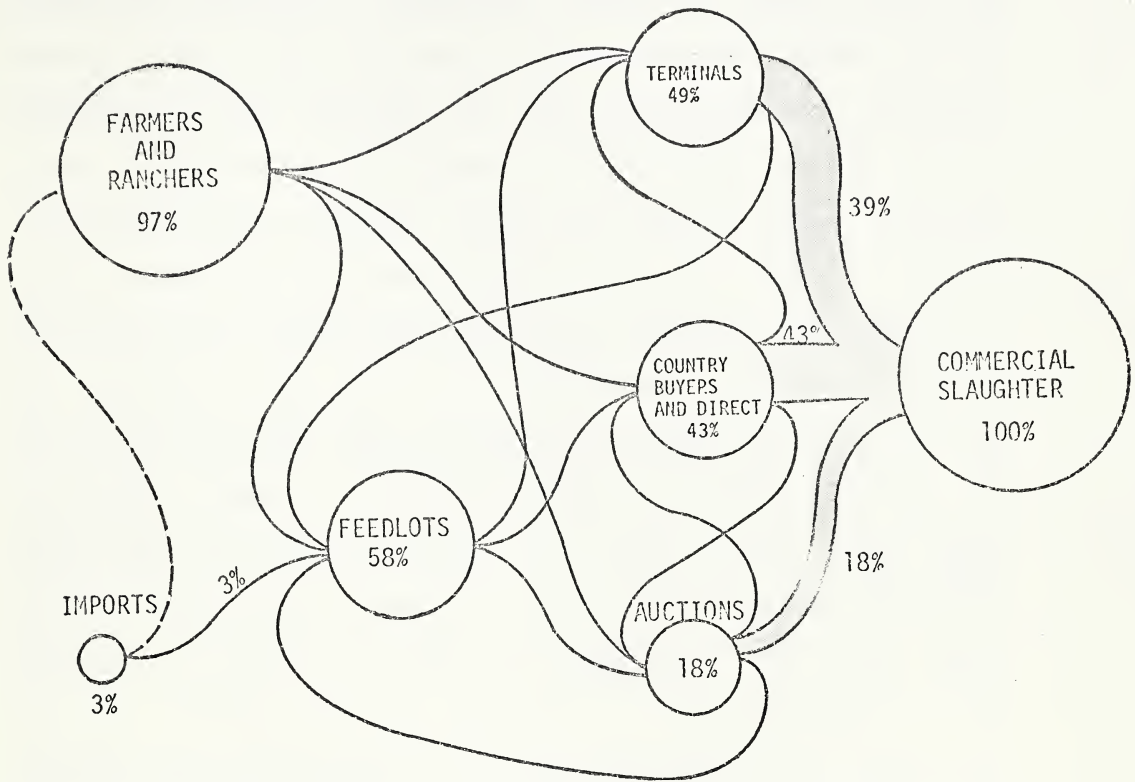 TERMINALS
49%
FARMERS
AND
RANCHERS
97%
39%
43%
COUNTRY
BUYERS
AND DIRECT
43%
COMMERCIAL
SLAUGHTER
100%
FEEDLOTS
58%
3%
IMPORTS
3%
AUCTIONS
18%
18%